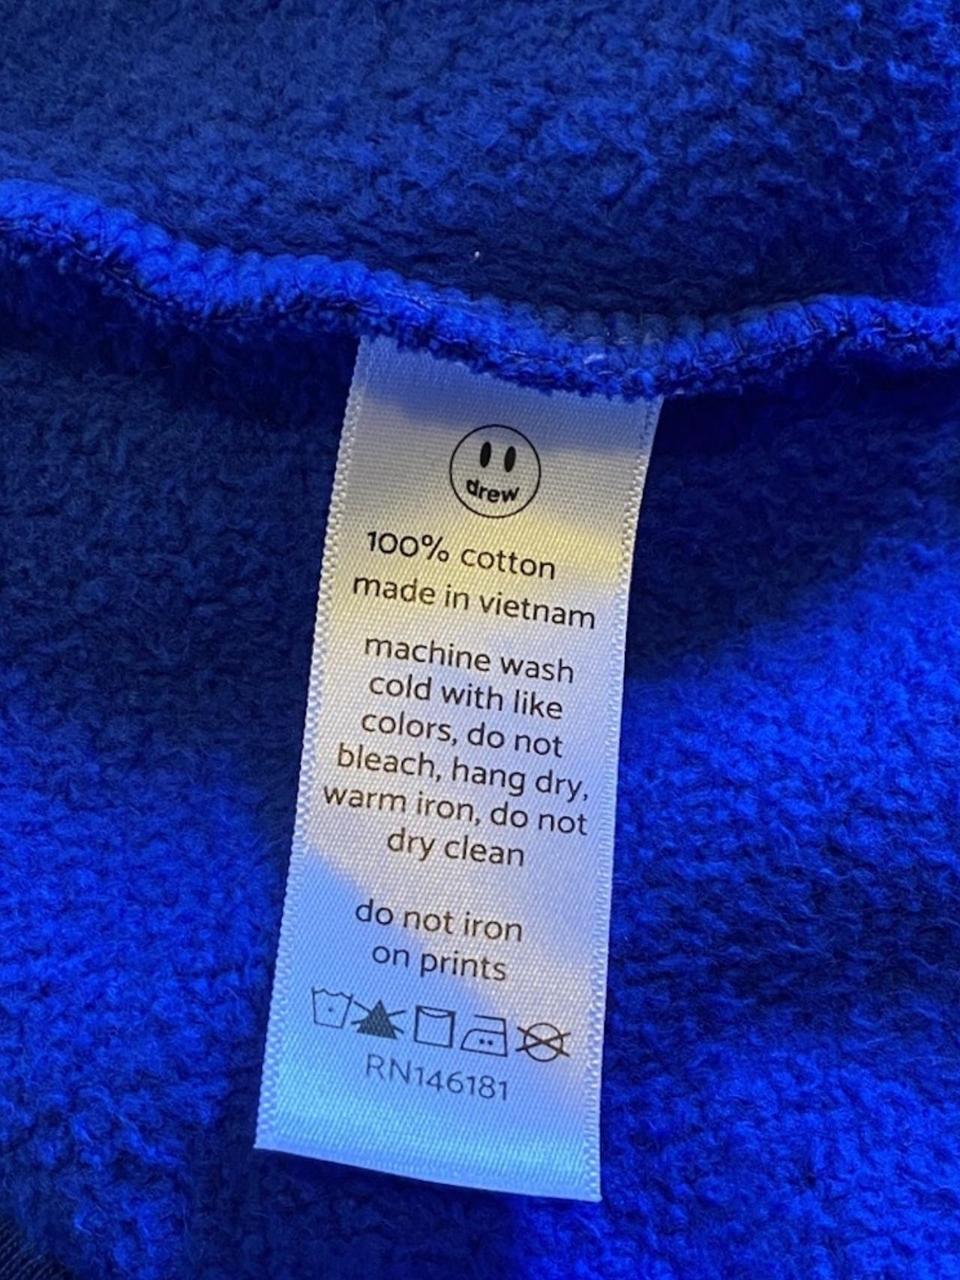 drew
100% cotton
made in vietnam
machine wash
cold with like
colors, do not
bleach, hang dry,
warm iron, do not
dry clean
do not iron
on prints
RN146181